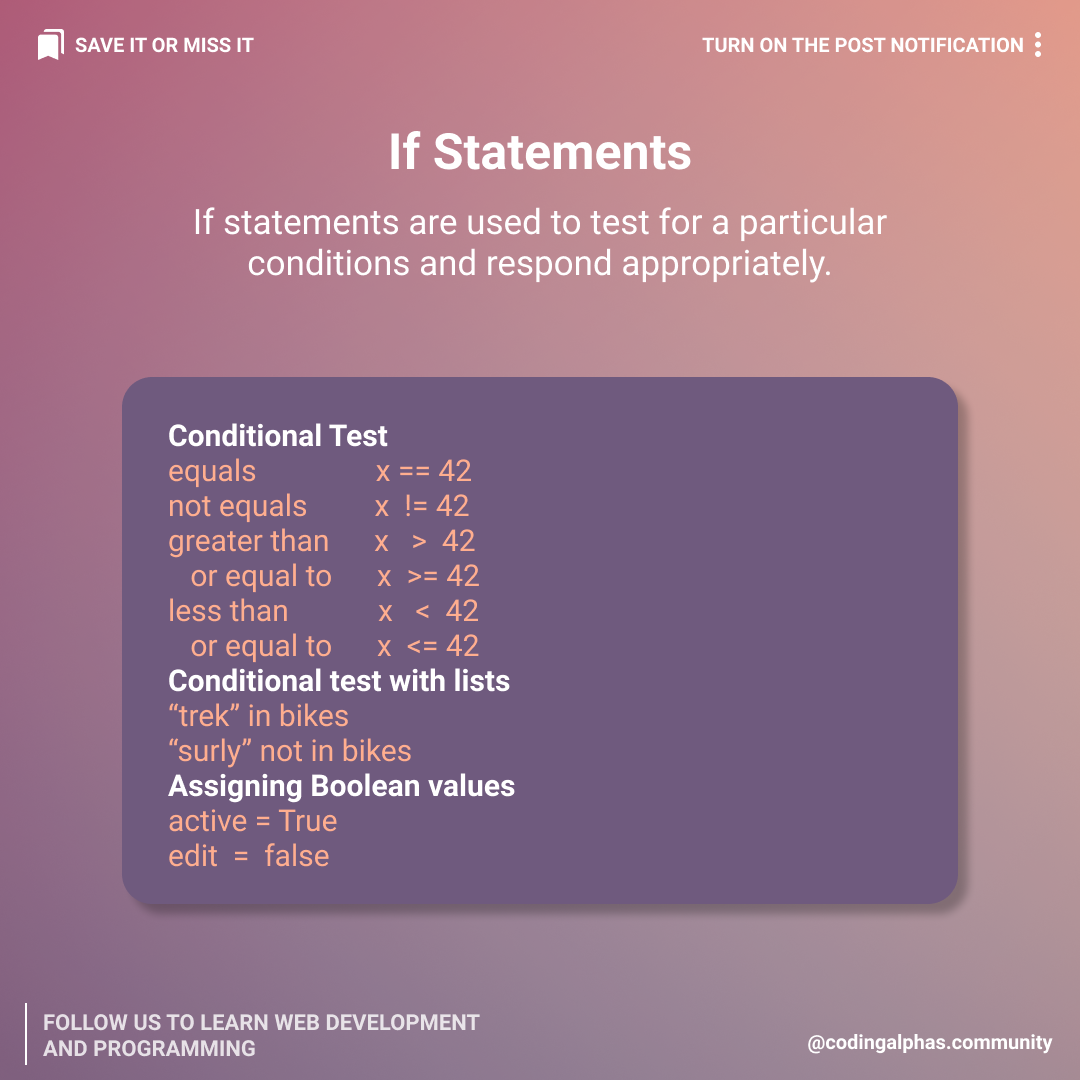 SAVE IT OR MISS IT
TURN ON THE POST NOTIFICATION
If Statements
If statements are used to test for a particular
conditions and respond appropriately.
Conditional Test
equals x == 42
not equals x != 42
greater than x > 42
or equal to x >= 42
less than x < 42
or equal to x <= 42
Conditional test with lists
“trek” in bikes
“surly” not in bikes
Assigning Boolean values
active = True
edit = false
FOLLOW US TO LEARN WEB DEVELOPMENT
AND PROGRAMMING
@codingalphas.community